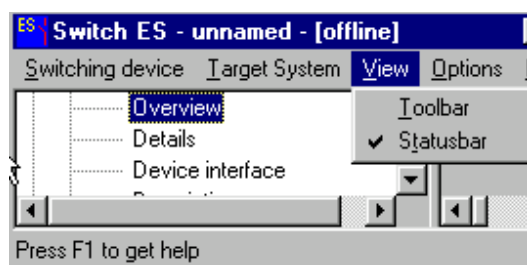 ES Switch ES - unnamed - [offline]
Switching device Target System View Options
Overview
Toolbar
Details
Statusbar
Device interface
Press F1 to get help